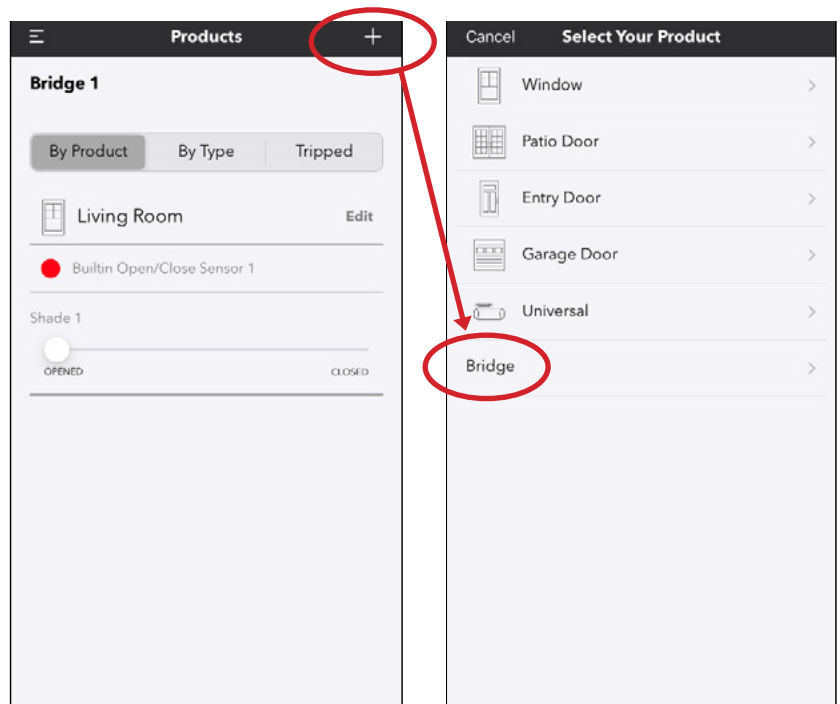 Products
Bridge 1
By Product By Type Tripped
Living Room Edit
Builtin Open/Close Sensor 1
Shade 1
OPENED CLOSED
Cancel Select Your Product
Window
Patio Door
Entry Door
Garage Door
Universal
Bridge